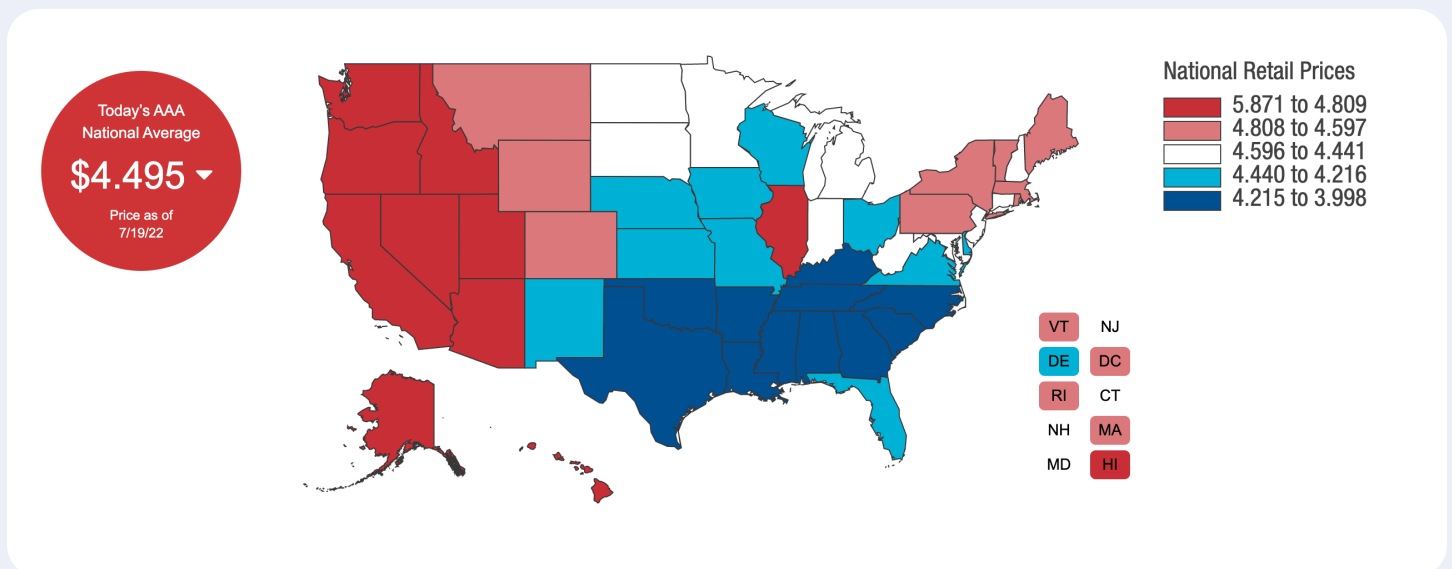 Today's AAA
National Average
$4.495
Price as of
7/19/22
National Retail Prices
5.871 to 4.809
4.808 to 4.597
4.596 to 4.441
4.440 to 4.216
4.215 to 3.998
VT NJ
DE DC
RI CT
NH MA
MD HI